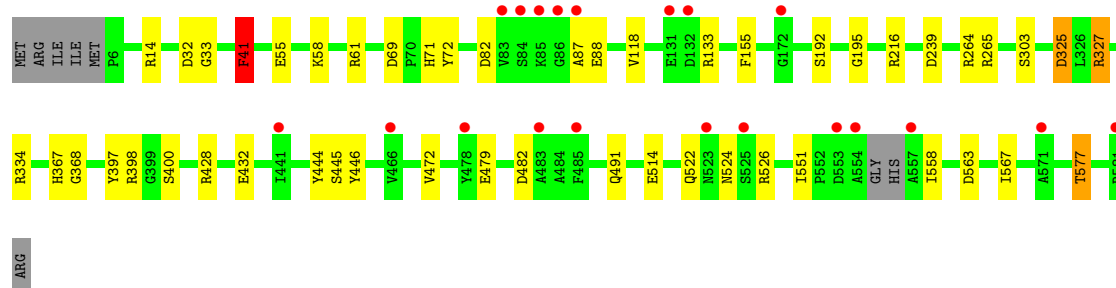 MET ARG ILE ILE MET P6 R14 D32 G33 F41 E55 K58 R61 D69 P70 H71 Y72 D82 V83 S84 K85 G86 A87 E88 V118 E131 D132 R133 F155 G172 S192 G195 R216 D239 R264 R265 S303 D325 L326 R327
R334 H367 G368 Y397 R398 G399 S400 R428 E432 I441 Y444 S445 Y446 V466 V472 Y478 E479 D482 A483 A484 F485 Q491 E514 Q522 N523 N524 S525 R526 I551 P552 D553 A554 GLY HIS A557 I558 D563 I567 A571 T577
ARG